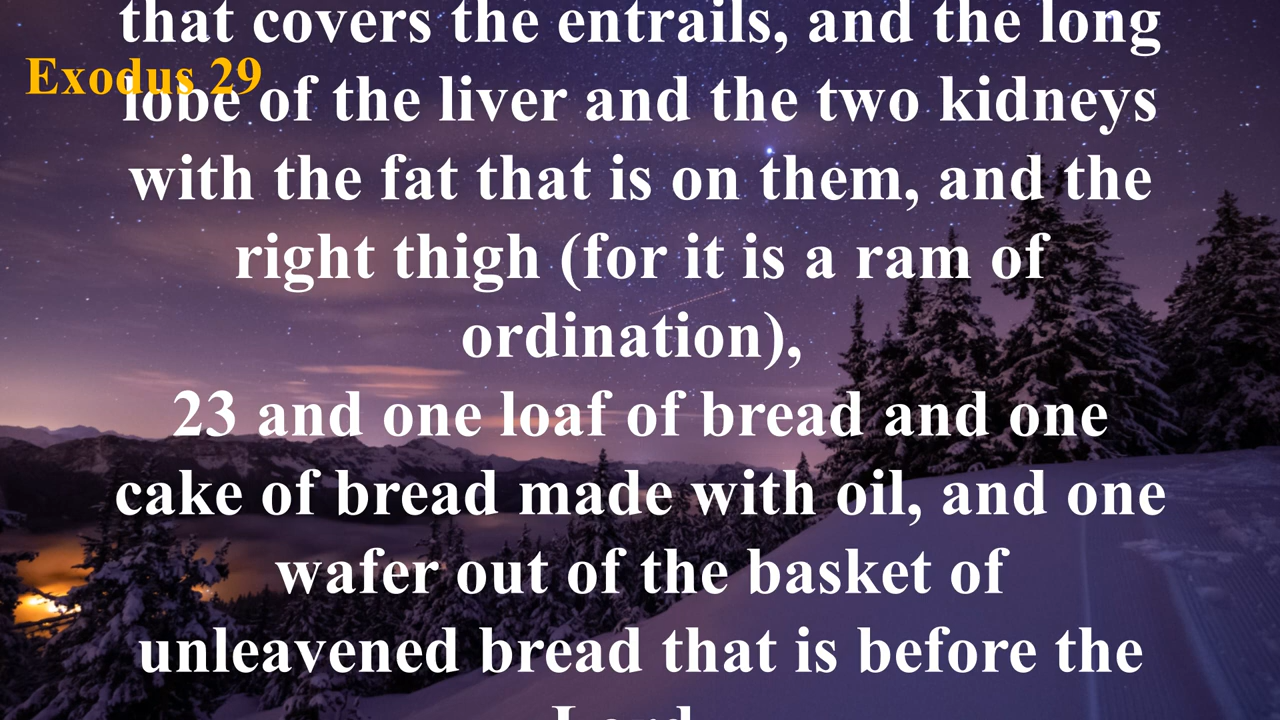 that covers the entrails, and the long
Exodus 29
lobe of the liver and the two kidneys
with the fat that is on them, and the
right thigh (for it is a ram of
ordination),
23 and one loaf of bread and one
cake of bread made with oil, and one
wafer out of the basket of
unleavened bread that is before the
Lord